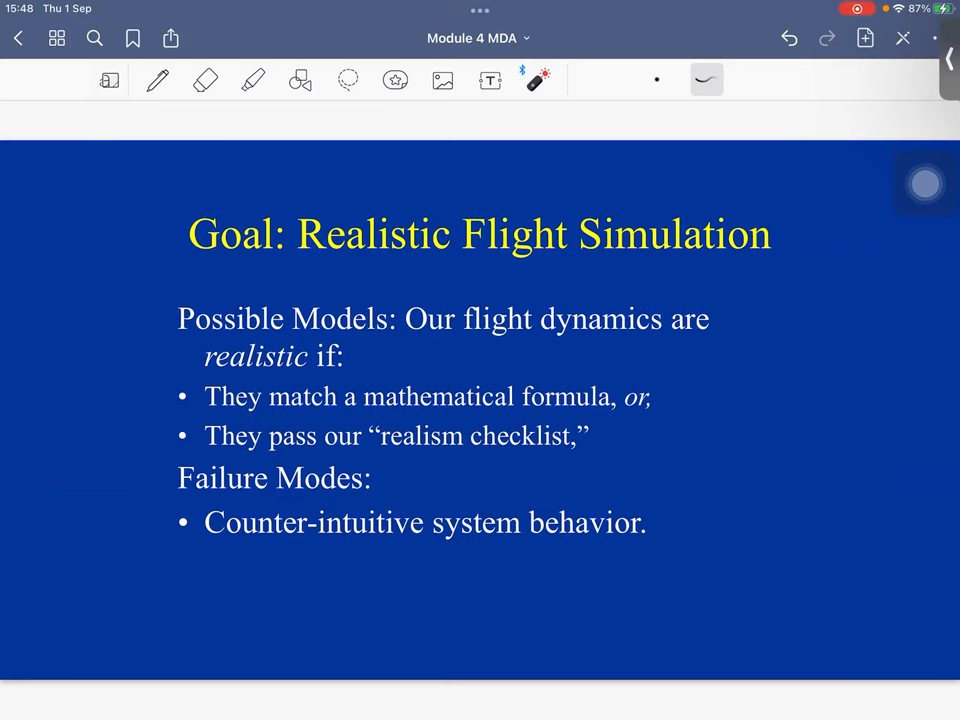 15:48 Thu 1 Sep
87%
Module 4 MDA
T
Goal: Realistic Flight Simulation
Possible Models: Our flight dynamics are
realistic if:
• They match a mathematical formula, or,
• They pass our “realism checklist,”
Failure Modes:
• Counter-intuitive system behavior.